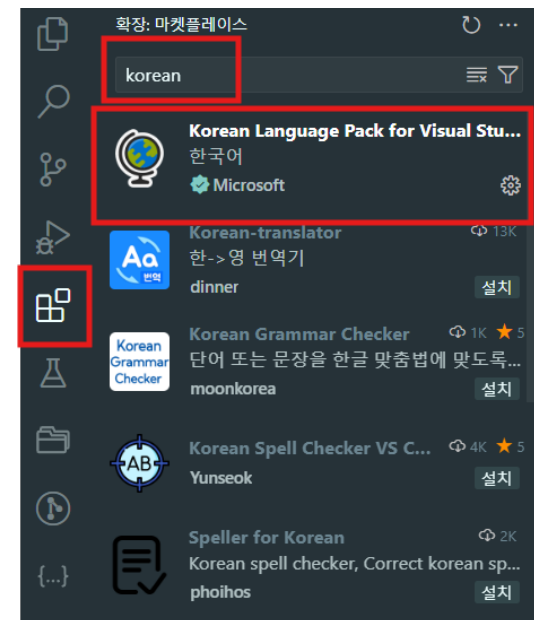 확장: 마켓플레이스
korean
Korean Language Pack for Visual Stu...
한국어
Microsoft
Korean-translator 13K
Aa
번역
한->영 번역기
dinner 설치
Korean Grammar Checker 1K ★ 5
Korean
Grammar
Checker
단어 또는 문장을 한글 맞춤법에 맞도록...
moonkorea 설치
Korean Spell Checker VS C... 4K ★ 5
AB
Yunseok 설치
Speller for Korean 2K
Korean spell checker, Correct korean sp...
phoihos 설치
{...}